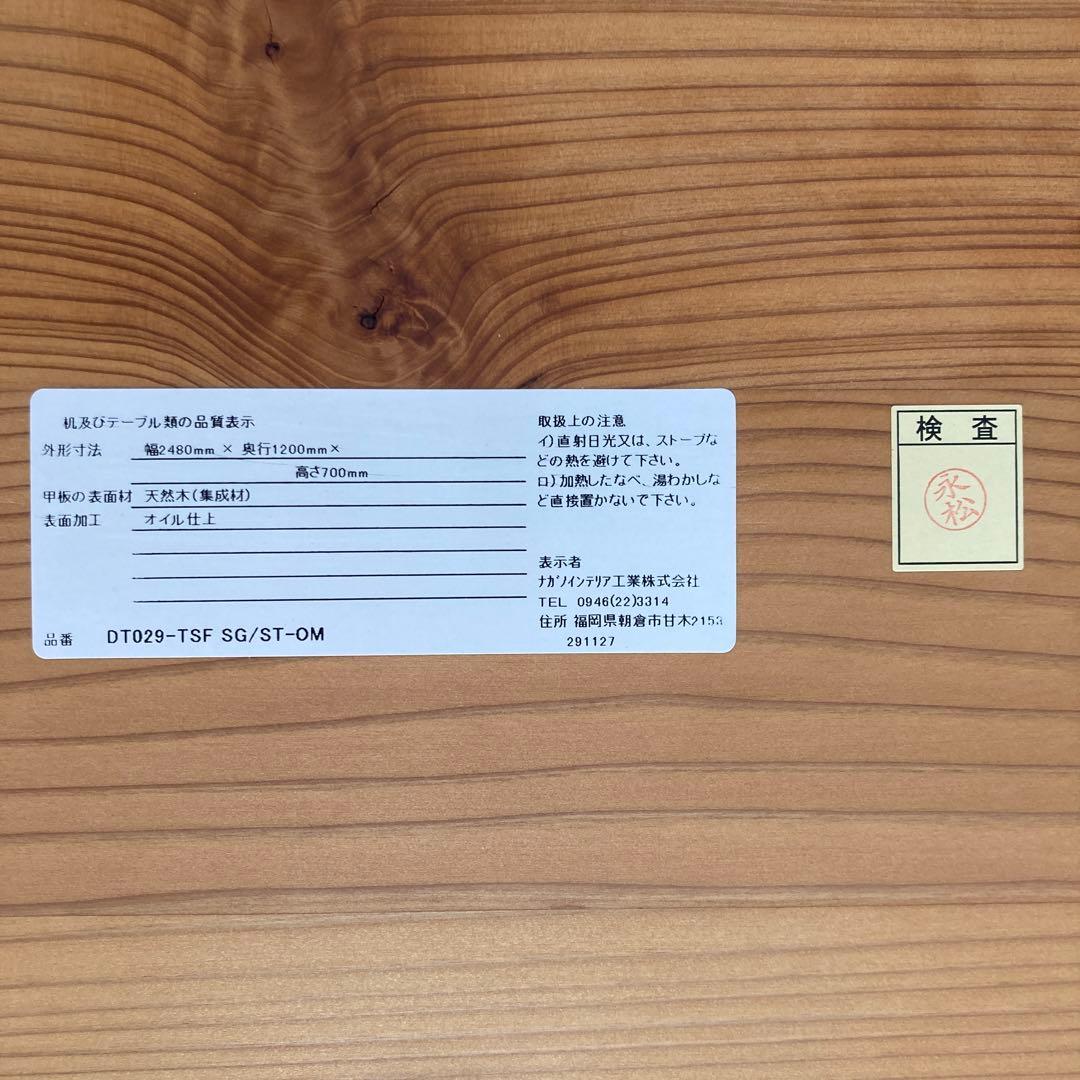 机及びテーブル類の品質表示
外形寸法 幅2480mm × 奥行1200mm×
高さ700mm
甲板の表面材 天然木(集成材)
表面加工 オイル仕上
品番 DT029-TSF SG/ST-OM
取扱上の注意
イ)直射日光又は、ストーブな
どの熱を避けて下さい。
ロ)加熱したなべ、湯わかしな
ど直接置かないで下さい。
表示者
ナガノインテリア工業株式会社
TEL 0946(22)3314
住所 福岡県朝倉市甘木2153
291127
検査
永
松